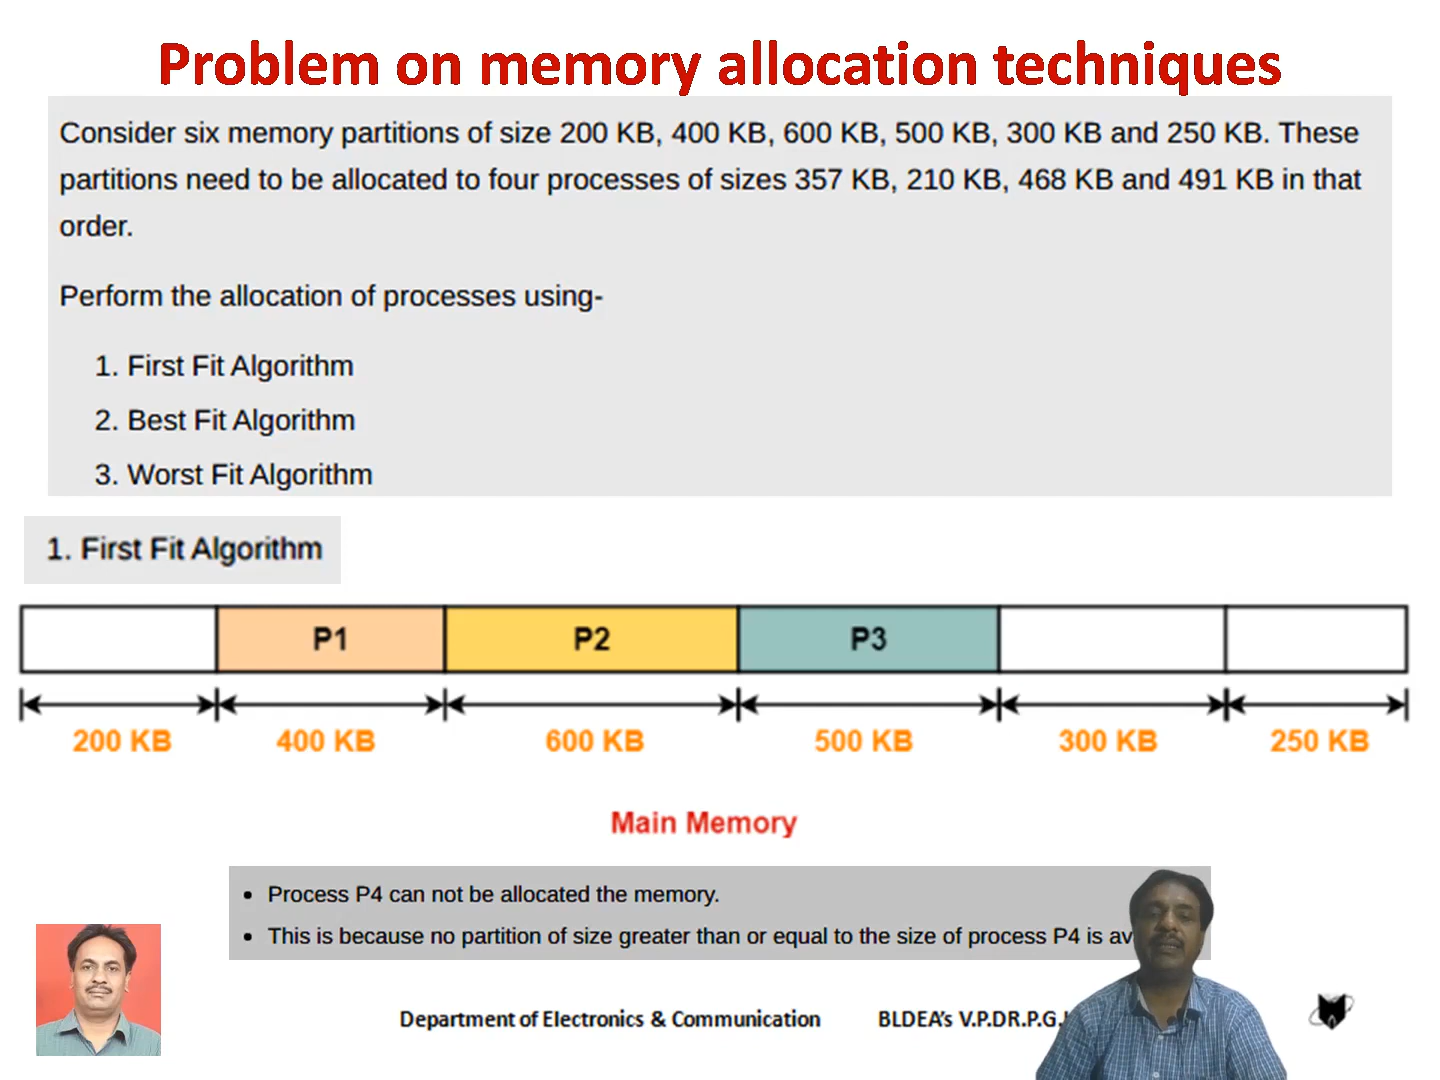 Problem on memory allocation techniques
Consider six memory partitions of size 200 KB, 400 KB, 600 KB, 500 KB, 300 KB and 250 KB. These
partitions need to be allocated to four processes of sizes 357 KB, 210 KB, 468 KB and 491 KB in that
order.
Perform the allocation of processes using-
1. First Fit Algorithm
2. Best Fit Algorithm
3. Worst Fit Algorithm
1. First Fit Algorithm
P1 P2 P3
200 KB 400 KB 600 KB 500 KB 300 KB 250 KB
Main Memory
• Process P4 can not be allocated the memory.
• This is because no partition of size greater than or equal to the size of process P4 is
Department of Electronics & Communication BLDEA's V.P.DR.P.G.